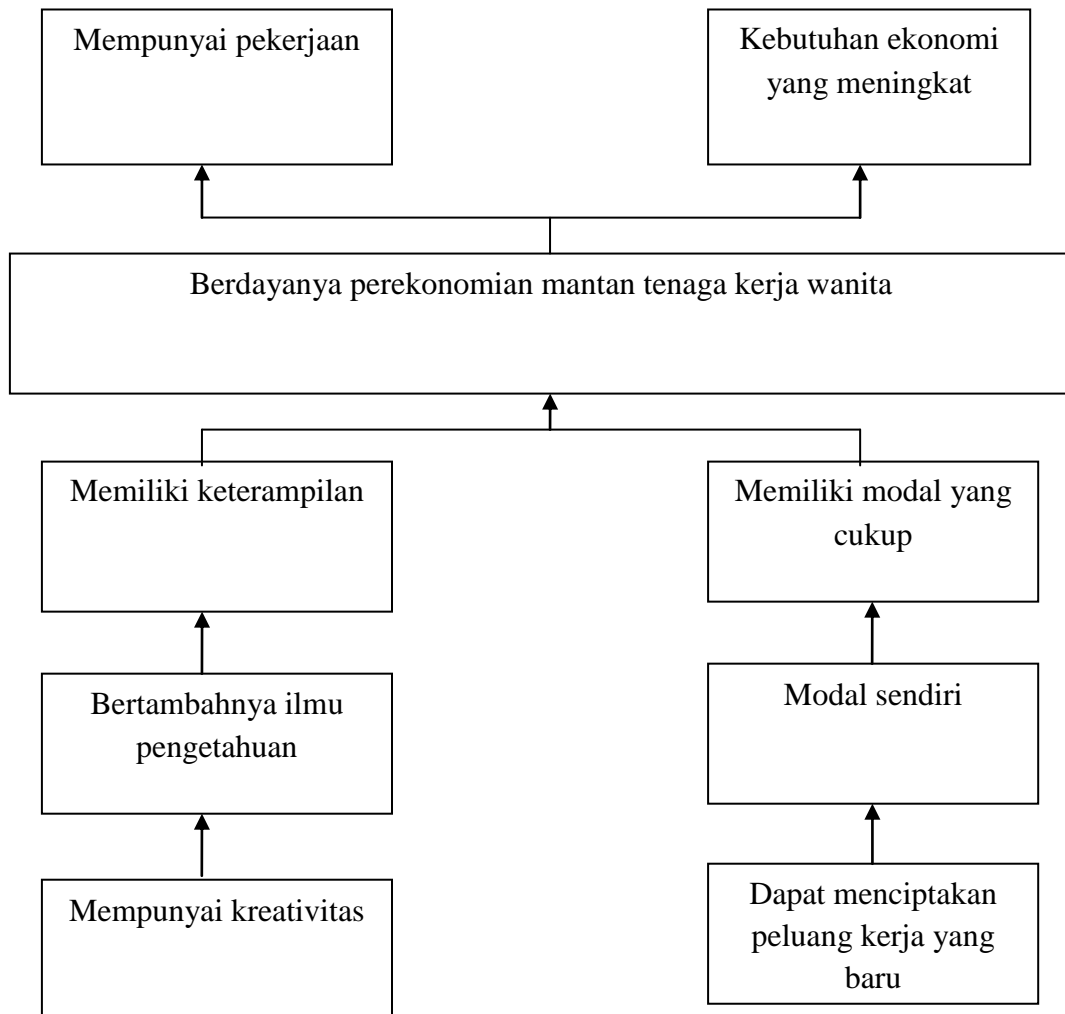 Mempunyai pekerjaan
Kebutuhan ekonomi
yang meningkat
Berdayanya perekonomian mantan tenaga kerja wanita
Memiliki keterampilan
Memiliki modal yang
cukup
Bertambahnya ilmu
pengetahuan
Modal sendiri
Mempunyai kreativitas
Dapat menciptakan
peluang kerja yang
baru